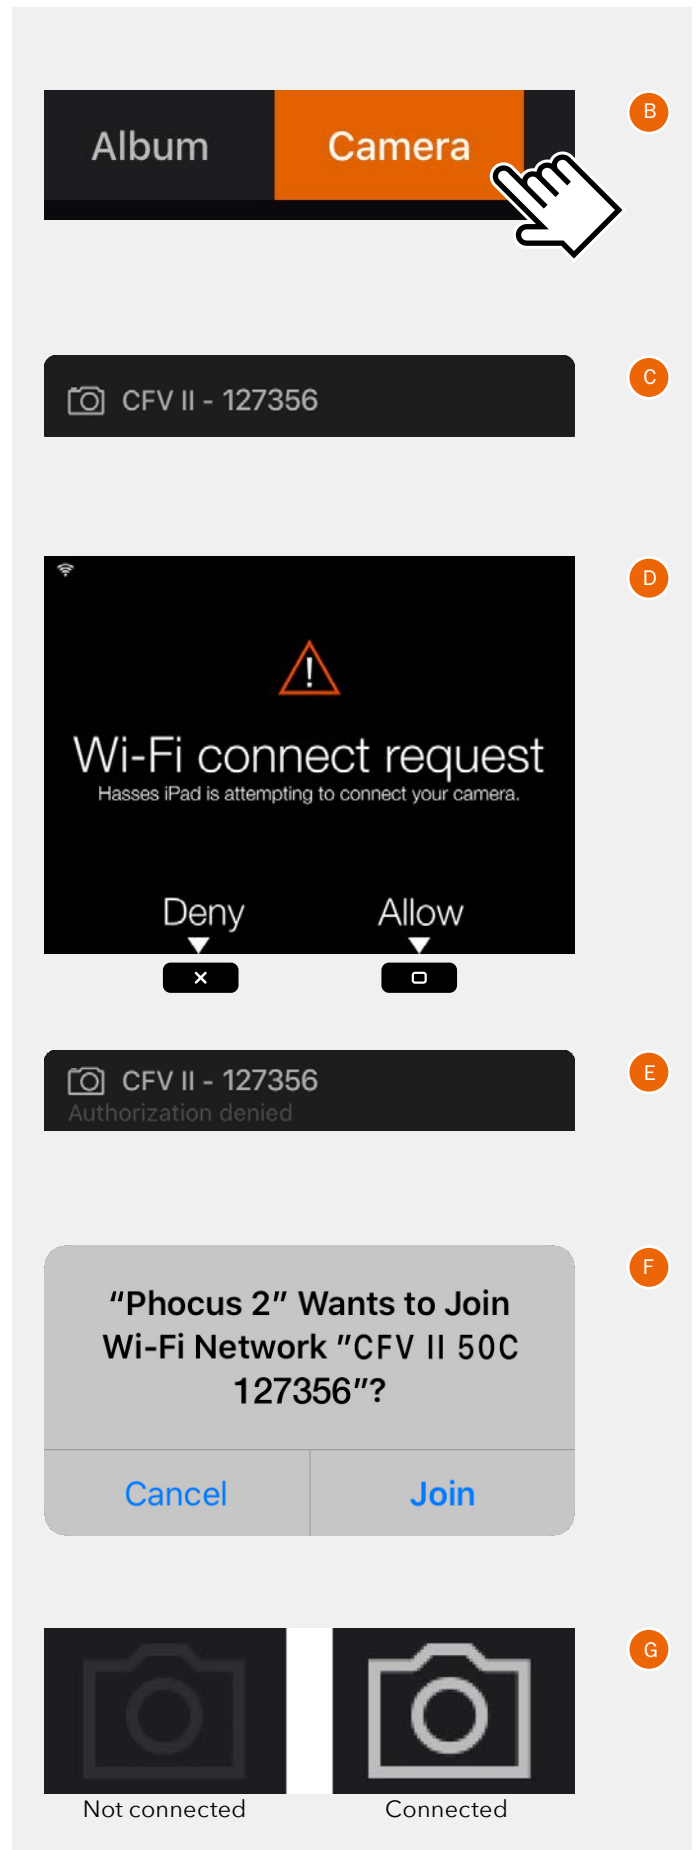 B
Album Camera
C
CFV II - 127356
D
Wi-Fi connect request
Hasses iPad is attempting to connect your camera.
Deny Allow
E
CFV II - 127356
Authorization denied
F
“Phocus 2” Wants to Join
Wi-Fi Network ”CFV II 50C
127356”?
Cancel Join
G
Not connected Connected